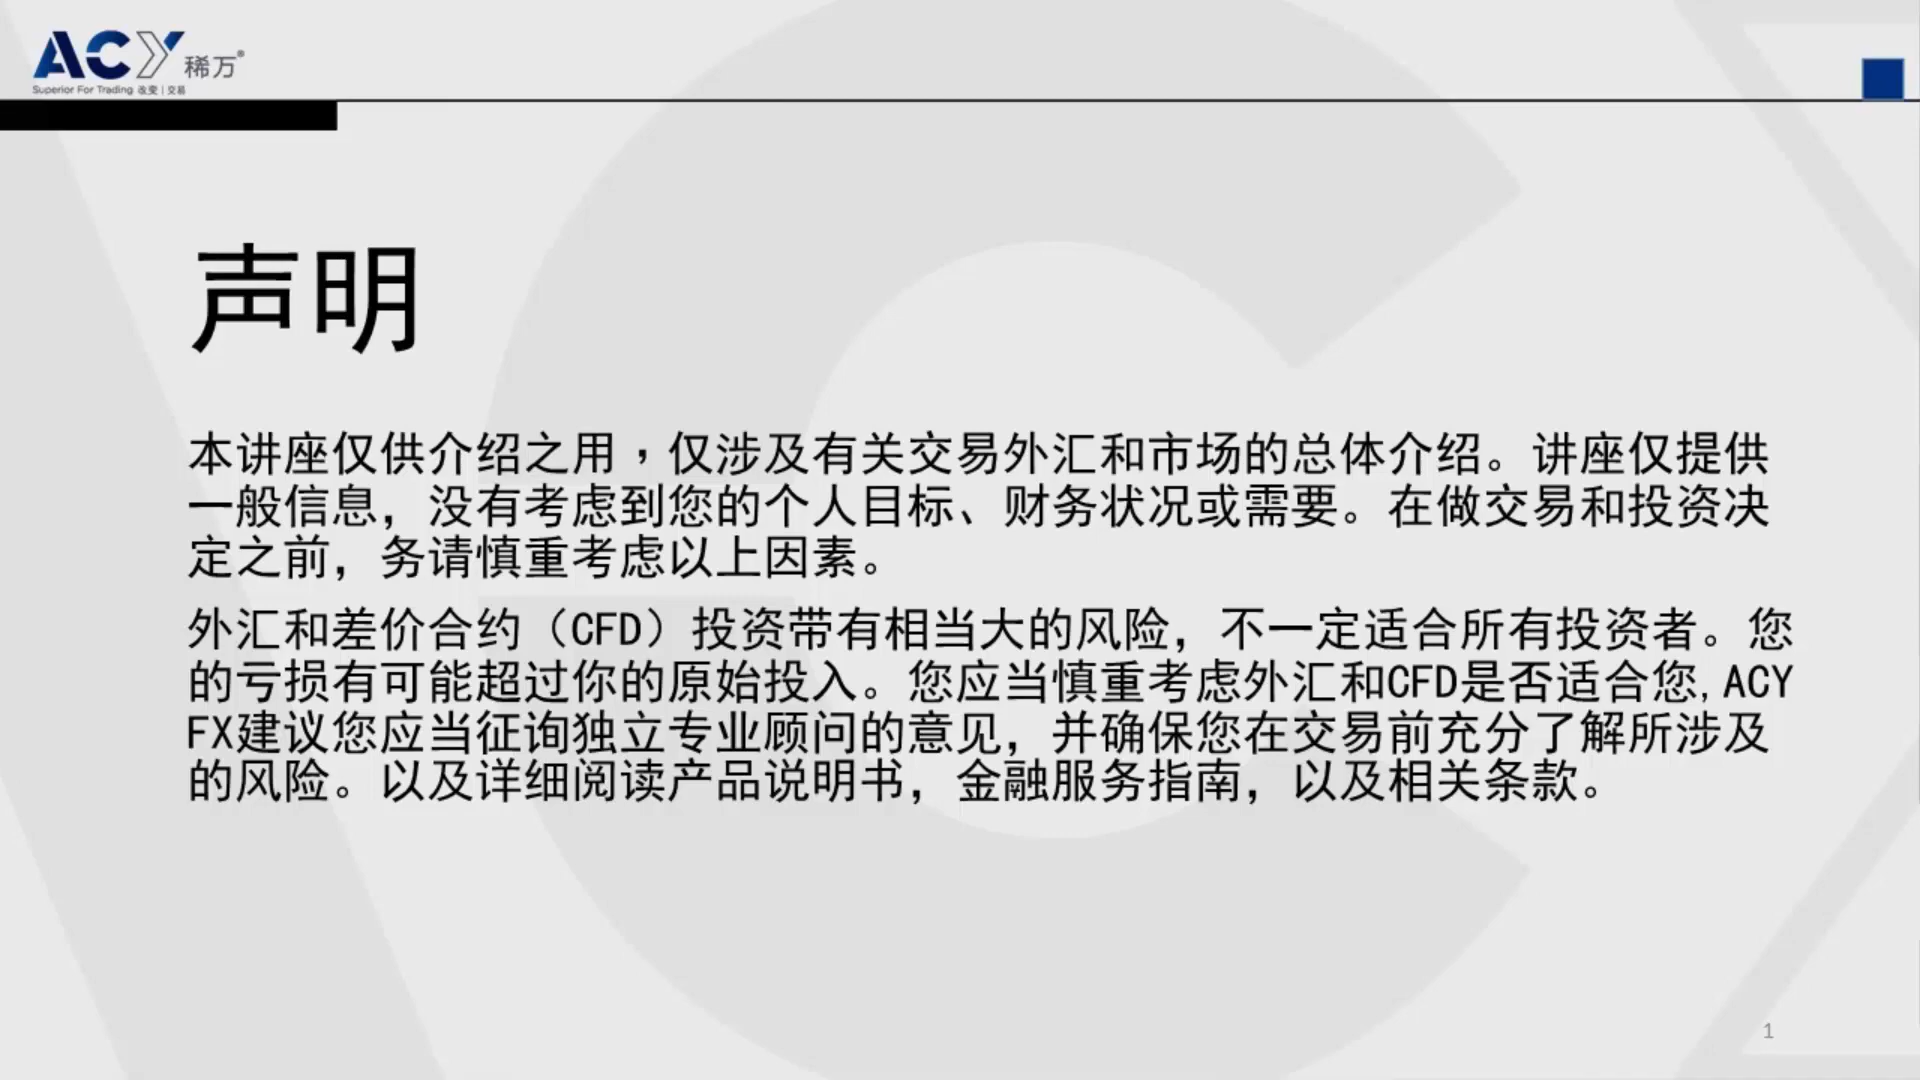 ACY 稀万®
Superior For Trading 改变 | 交易
声明
本讲座仅供介绍之用，仅涉及有关交易外汇和市场的总体介绍。讲座仅提供
一般信息，没有考虑到您的个人目标、财务状况或需要。在做交易和投资决
定之前，务请慎重考虑以上因素。
外汇和差价合约（CFD）投资带有相当大的风险，不一定适合所有投资者。您
的亏损有可能超过你的原始投入。您应当慎重考虑外汇和CFD是否适合您,ACY
FX建议您应当征询独立专业顾问的意见，并确保您在交易前充分了解所涉及
的风险。以及详细阅读产品说明书，金融服务指南，以及相关条款。
1